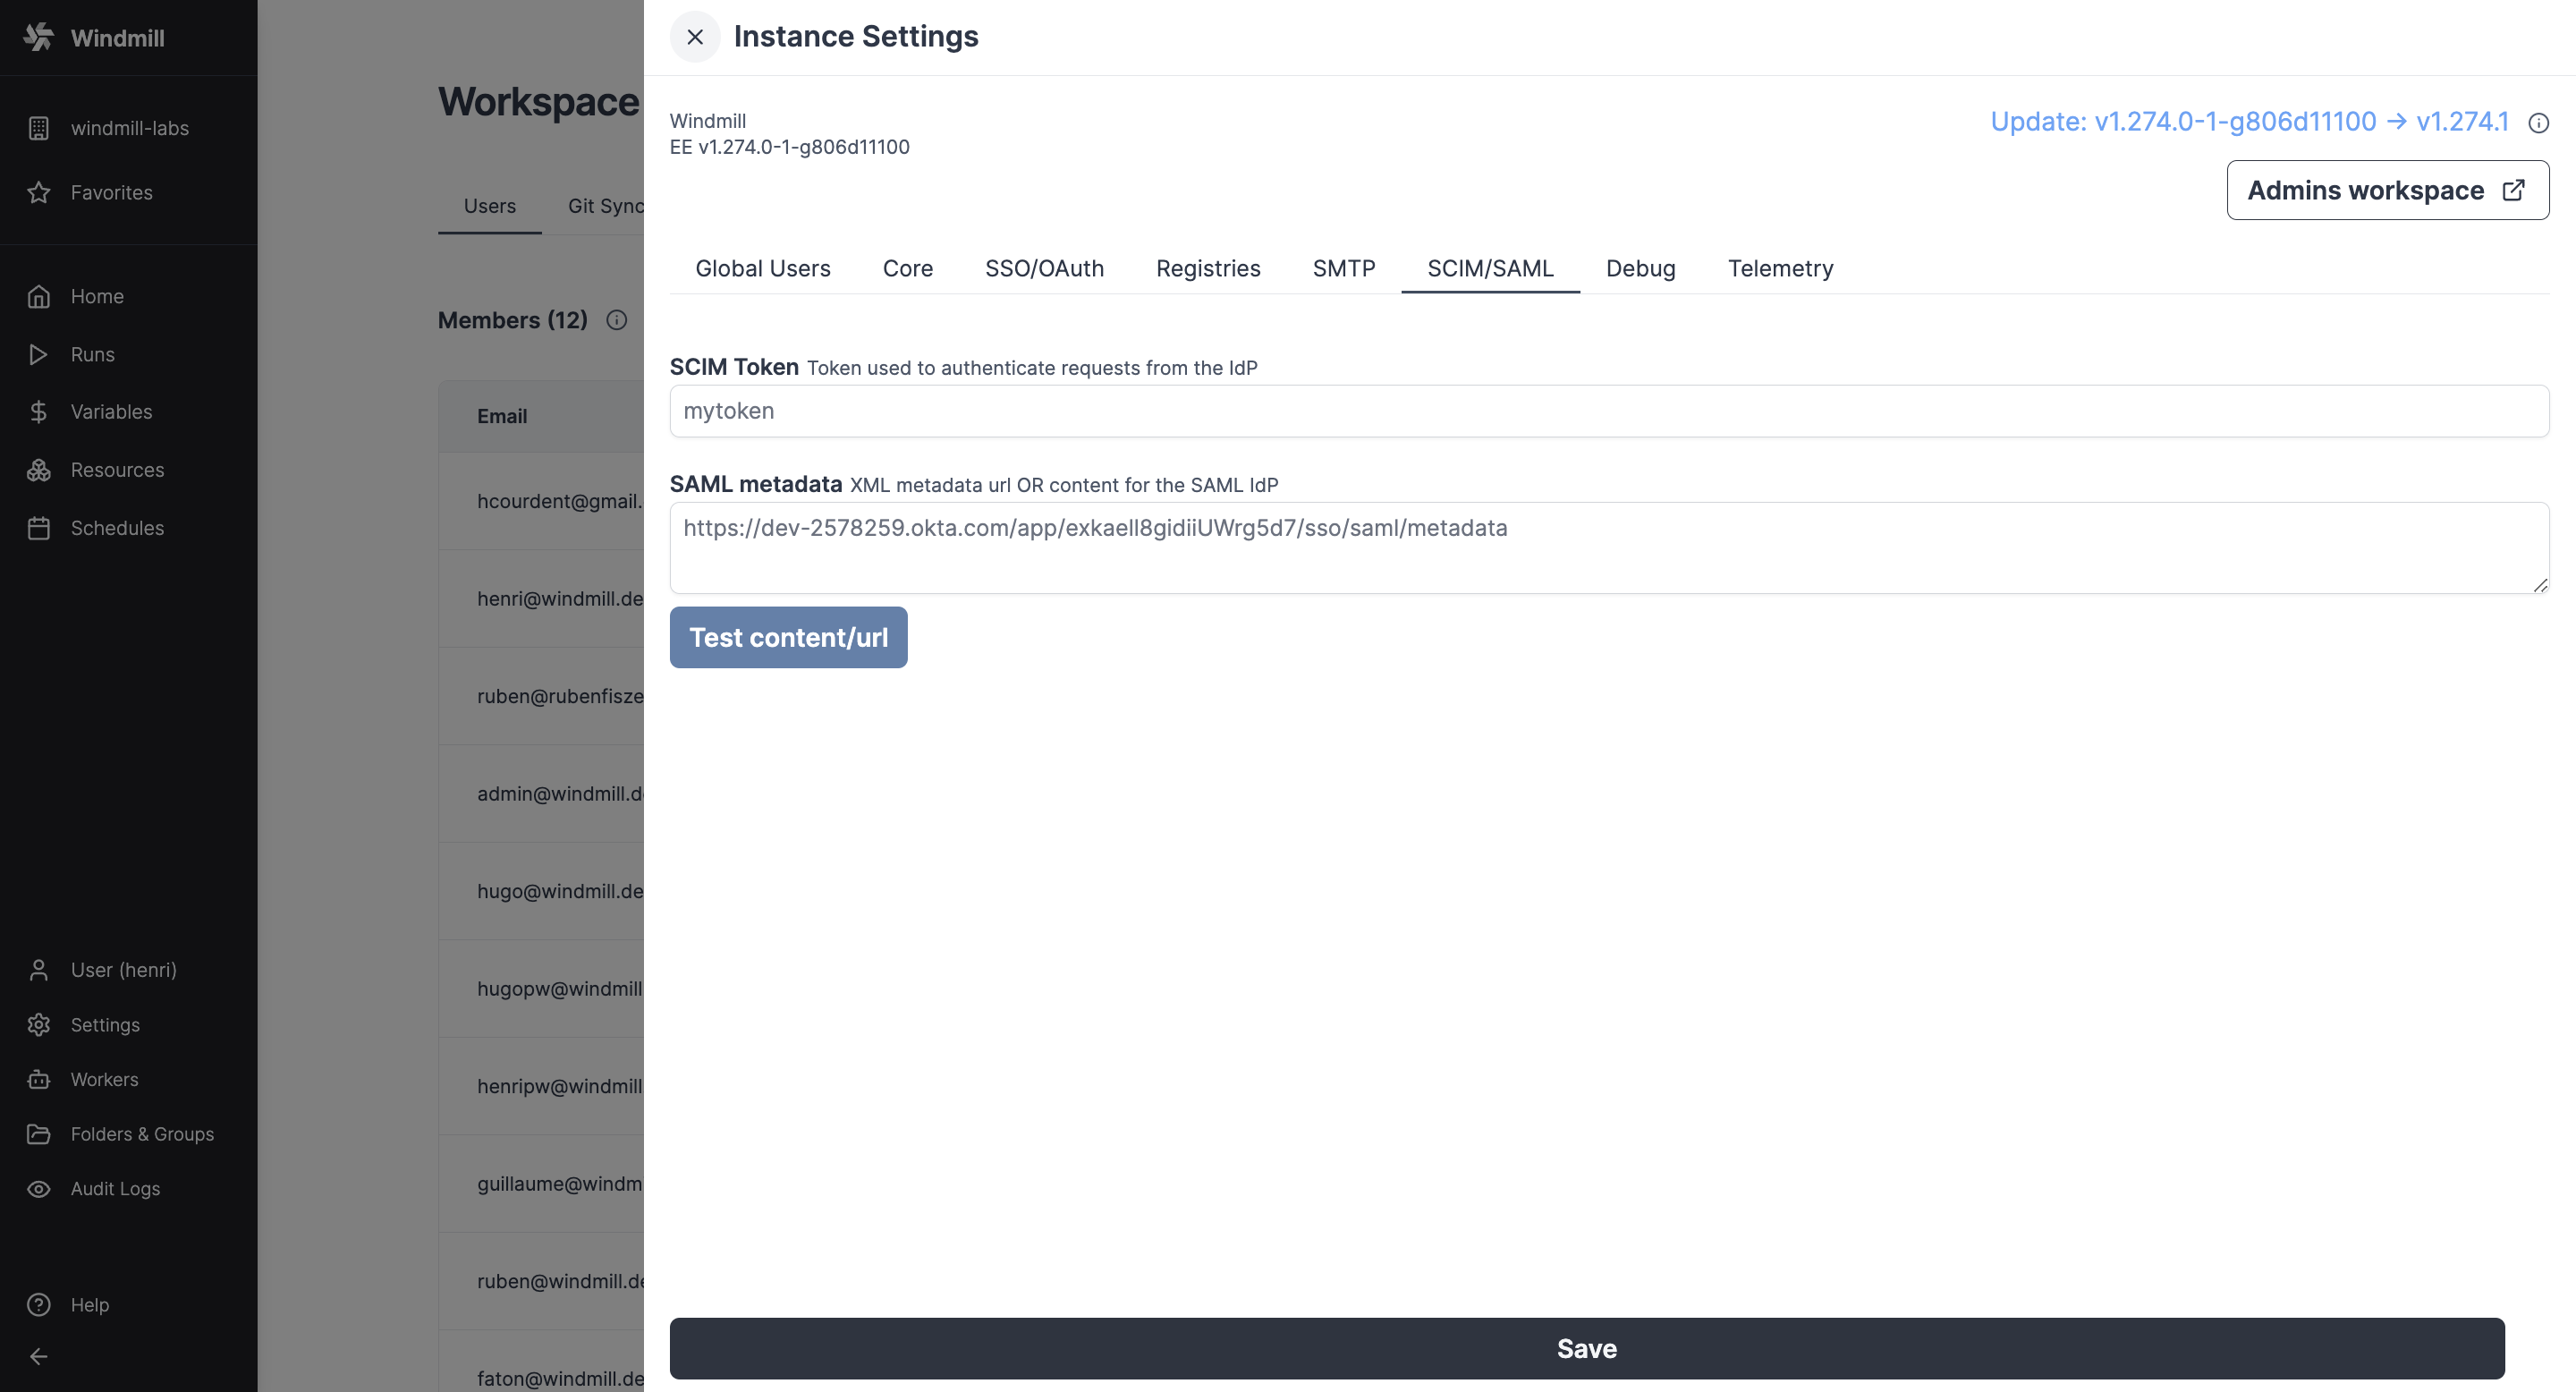 Windmill
windmill-labs
Favorites
Home
Runs
Variables
Resources
Schedules
User (henri)
Settings
Workers
Folders & Groups
Audit Logs
Help
Workspace
Users Git Sync
Members (12)
Email
hcourdent@gmail.
henri@windmill.de
ruben@rubenfisze
admin@windmill.d
hugo@windmill.de
hugopw@windmill
henripw@windmill
guillaume@windm
ruben@windmill.de
faton@windmill.de
Instance Settings
Windmill
EE v1.274.0-1-g806d11100
Update: v1.274.0-1-g806d11100 → v1.274.1
Admins workspace
Global Users Core SSO/OAuth Registries SMTP SCIM/SAML Debug Telemetry
SCIM Token Token used to authenticate requests from the IdP
mytoken
SAML metadata XML metadata url OR content for the SAML IdP
https://dev-2578259.okta.com/app/exkaell8gidiiUWrg5d7/sso/saml/metadata
Test content/url
Save